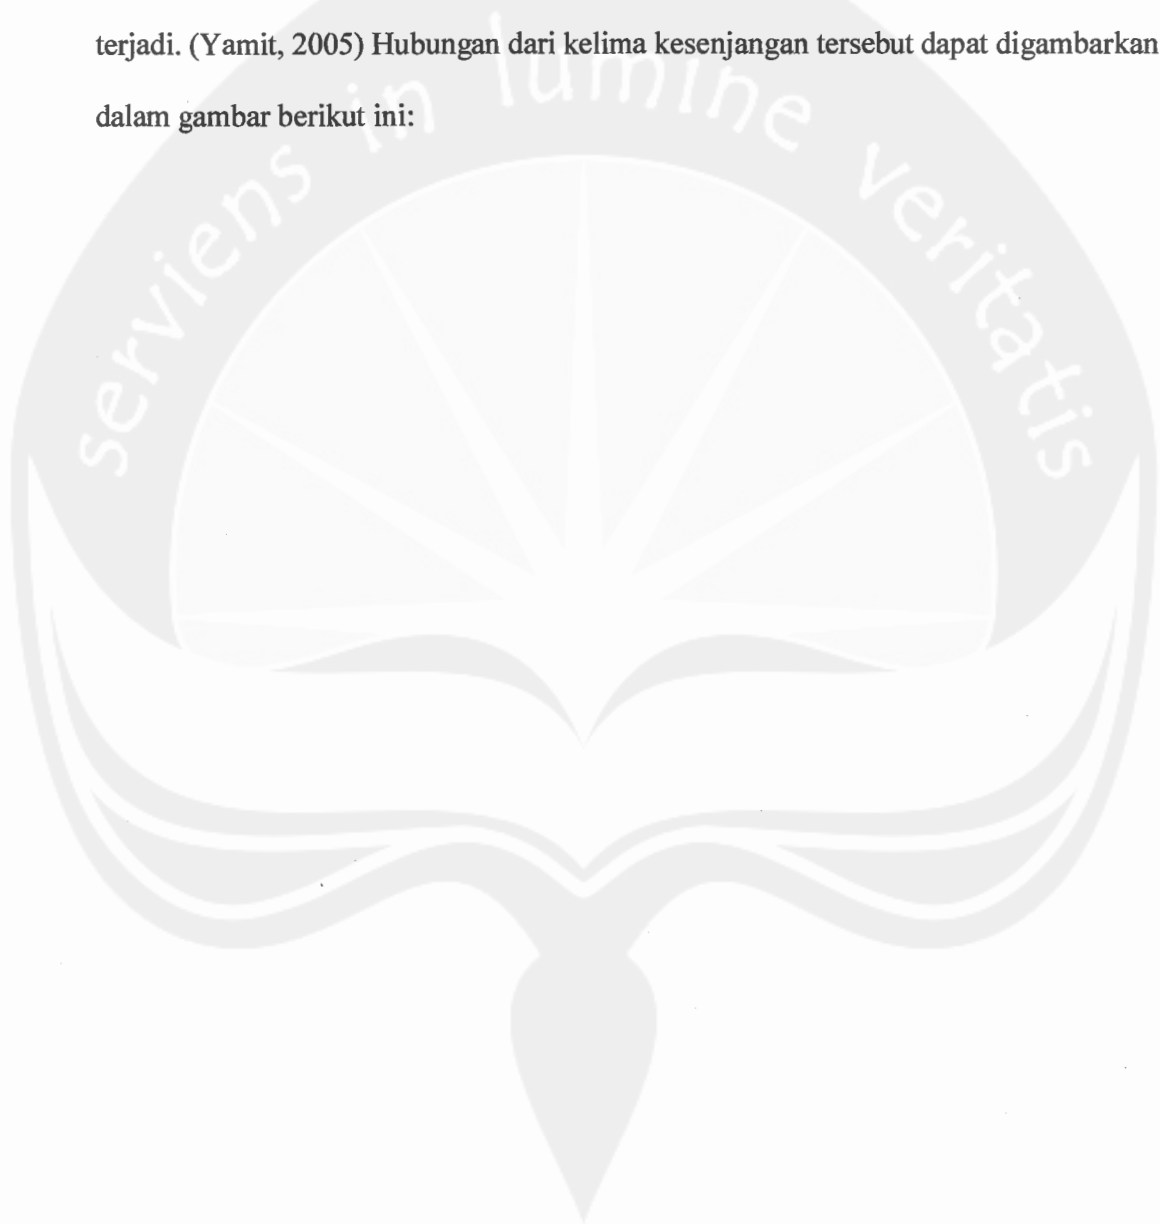 terjadi. (Yamit, 2005) Hubungan dari kelima kesenjangan tersebut dapat digambarkan
dalam gambar berikut ini:
serviens in lumine veritatis